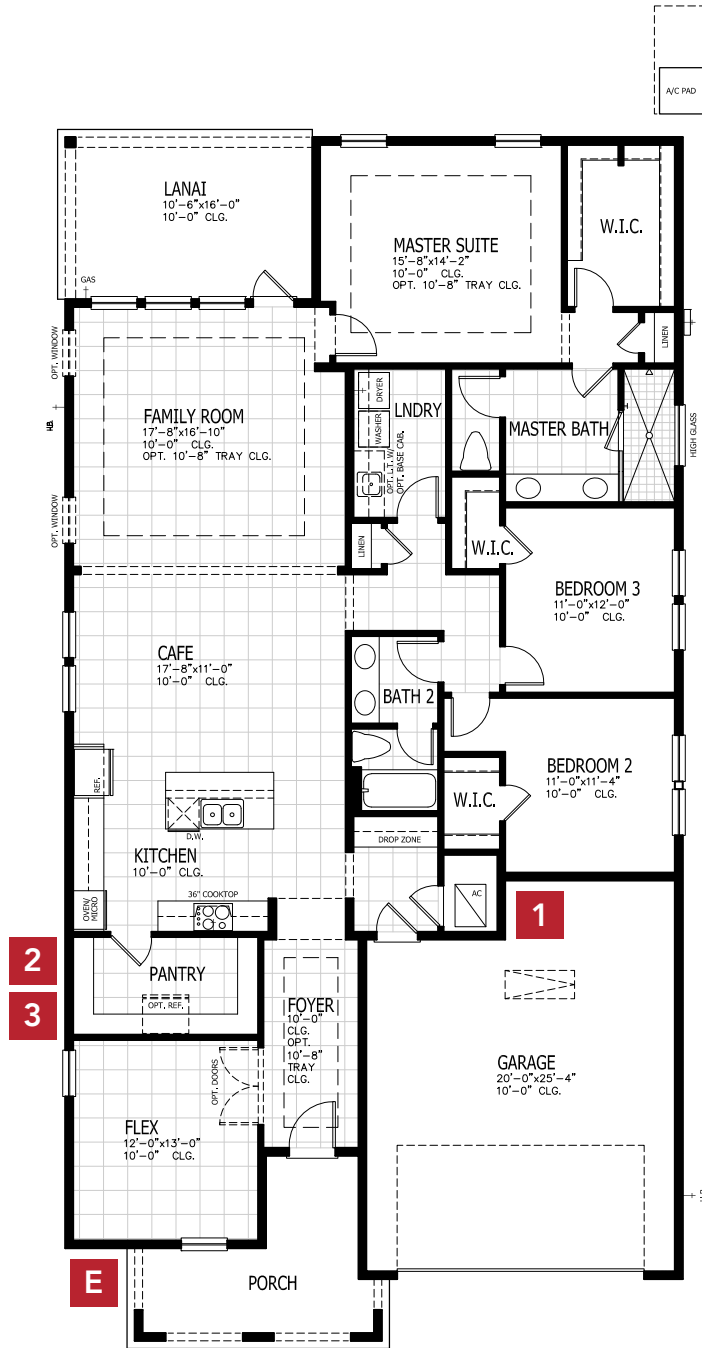 A/C PAD
LANAI
10'-6"x16'-0"
10'-0" CLG.
GAS
MASTER SUITE
15'-8"x14'-2"
10'-0" CLG.
OPT. 10'-8" TRAY CLG.
W.I.C.
LINEN
OPT. WINDOW
H.B.
OPT. WINDOW
FAMILY ROOM
17'-8"x16'-10"
10'-0" CLG.
OPT. 10'-8" TRAY CLG.
DRYER
WASHER
LNDRY
OPT. L.T. W/
OPT. BASE CAB.
MASTER BATH
HIGH GLASS
LINEN
W.I.C.
BEDROOM 3
11'-0"x12'-0"
10'-0" CLG.
CAFE
17'-8"x11'-0"
10'-0" CLG.
BATH 2
BEDROOM 2
11'-0"x11'-4"
10'-0" CLG.
W.I.C.
REF.
D.W.
KITCHEN
10'-0" CLG.
DROP ZONE
OVEN/
MICRO
36" COOKTOP
AC
1
2
3
PANTRY
OPT. REF.
FOYER
10'-0"
CLG.
OPT.
10'-8"
TRAY
CLG.
OPT. DOORS
GARAGE
20'-0"x25'-4"
10'-0" CLG.
FLEX
12'-0"x13'-0"
10'-0" CLG.
E
PORCH